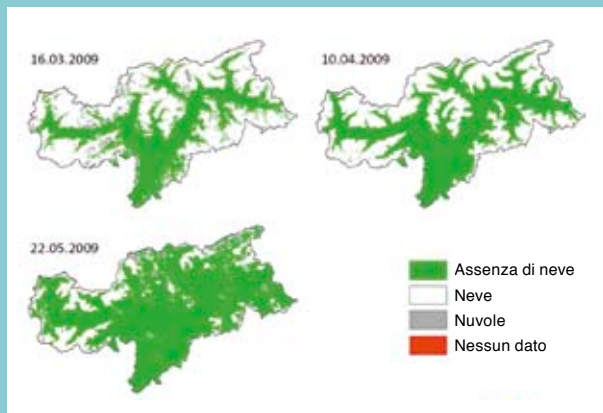 16.03.2009
10.04.2009
22.05.2009
Assenza di neve
Neve
Nuvole
Nessun dato